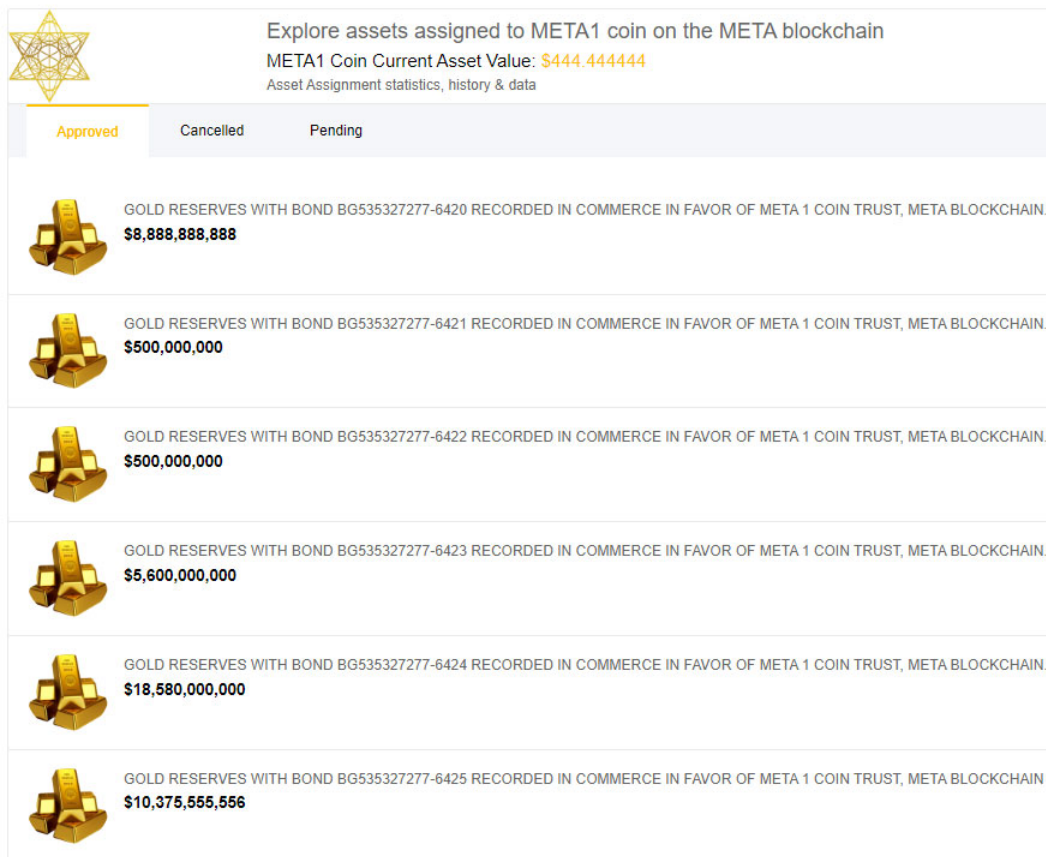 Explore assets assigned to META1 coin on the META blockchain
META1 Coin Current Asset Value: $444.444444
Asset Assignment statistics, history & data
Approved Cancelled Pending
GOLD RESERVES WITH BOND BG535327277-6420 RECORDED IN COMMERCE IN FAVOR OF META 1 COIN TRUST, META BLOCKCHAIN.
$8,888,888,888
GOLD RESERVES WITH BOND BG535327277-6421 RECORDED IN COMMERCE IN FAVOR OF META 1 COIN TRUST, META BLOCKCHAIN.
$500,000,000
GOLD RESERVES WITH BOND BG535327277-6422 RECORDED IN COMMERCE IN FAVOR OF META 1 COIN TRUST, META BLOCKCHAIN.
$500,000,000
GOLD RESERVES WITH BOND BG535327277-6423 RECORDED IN COMMERCE IN FAVOR OF META 1 COIN TRUST, META BLOCKCHAIN.
$5,600,000,000
GOLD RESERVES WITH BOND BG535327277-6424 RECORDED IN COMMERCE IN FAVOR OF META 1 COIN TRUST, META BLOCKCHAIN.
$18,580,000,000
GOLD RESERVES WITH BOND BG535327277-6425 RECORDED IN COMMERCE IN FAVOR OF META 1 COIN TRUST, META BLOCKCHAIN
$10,375,555,556